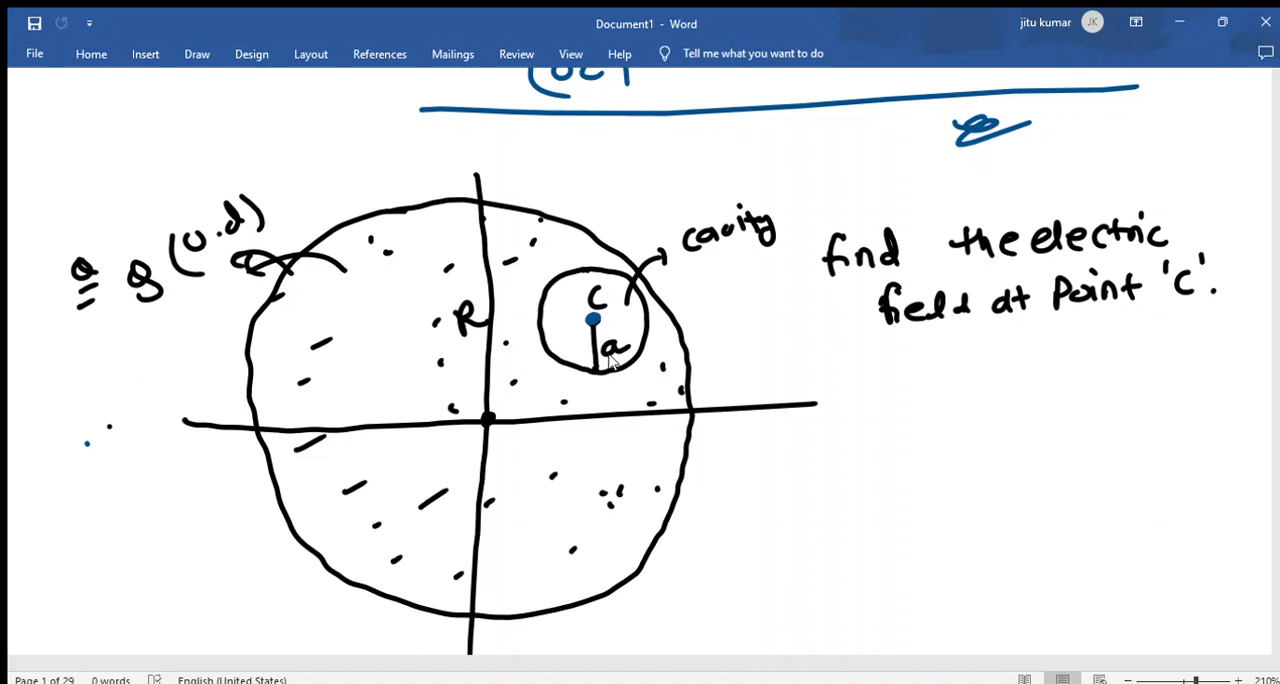 Document1 - Word
jitu kumar
JK
File Home Insert Draw Design Layout References Mailings Review View Help Tell me what you want to do
(v.d)
cavity
find the electric
field at point 'C'.
C
R
a
Page 1 of 29 0 words English (United States) 210%